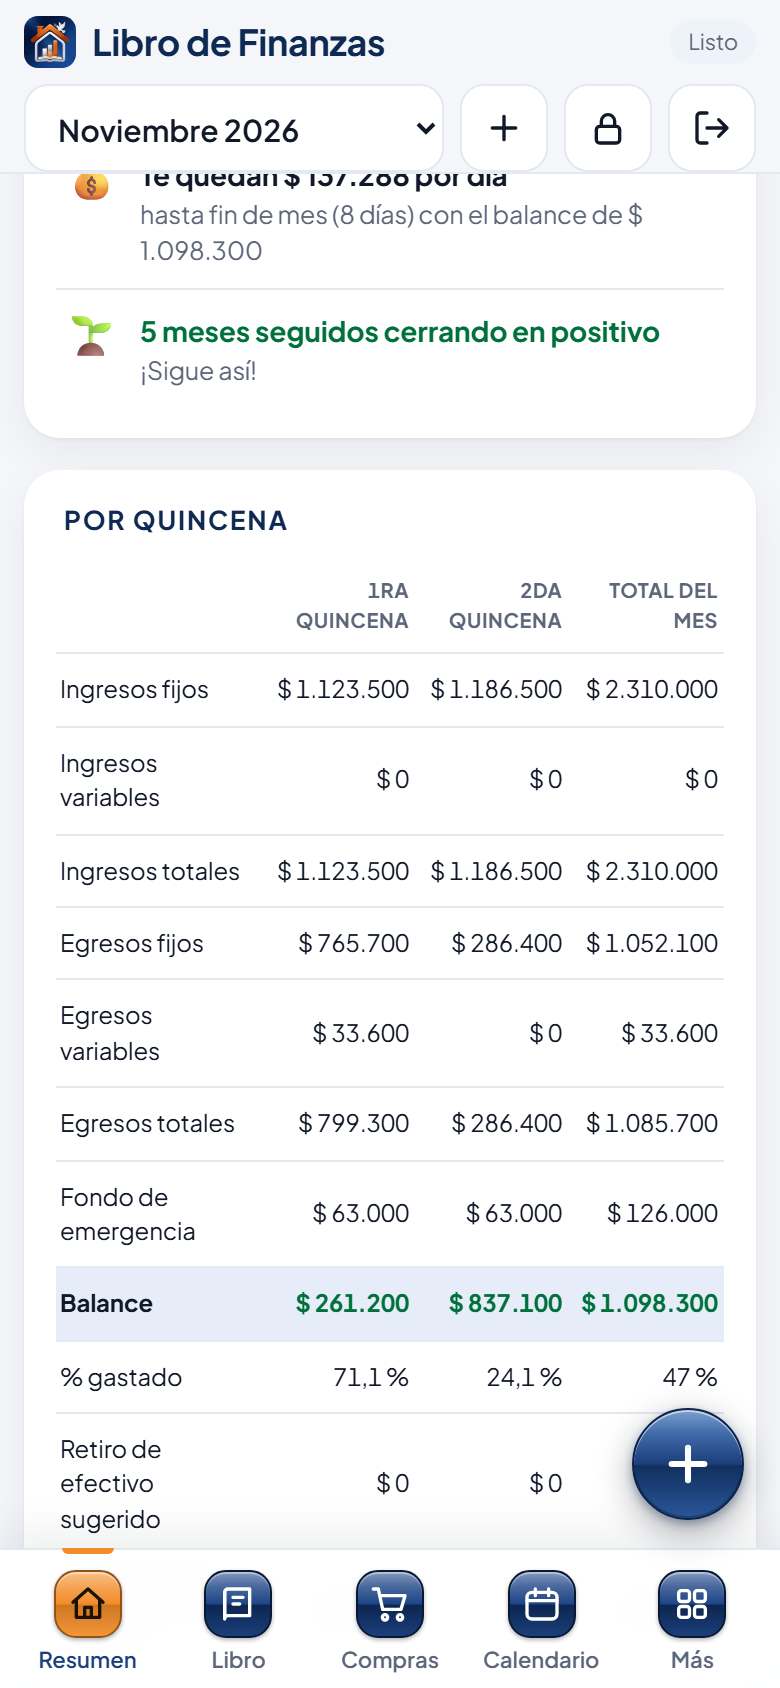 Libro de Finanzas
Listo
Noviembre 2026
Te quedan $ 137.288 por día
hasta fin de mes (8 días) con el balance de $
1.098.300
5 meses seguidos cerrando en positivo
¡Sigue así!
POR QUINCENA
1RA QUINCENA 2DA QUINCENA TOTAL DEL MES
Ingresos fijos $ 1.123.500 $ 1.186.500 $ 2.310.000
Ingresos variables $ 0 $ 0 $ 0
Ingresos totales $ 1.123.500 $ 1.186.500 $ 2.310.000
Egresos fijos $ 765.700 $ 286.400 $ 1.052.100
Egresos variables $ 33.600 $ 0 $ 33.600
Egresos totales $ 799.300 $ 286.400 $ 1.085.700
Fondo de emergencia $ 63.000 $ 63.000 $ 126.000
Balance $ 261.200 $ 837.100 $ 1.098.300
% gastado 71,1 % 24,1 % 47 %
Retiro de efectivo sugerido $ 0 $ 0
Resumen Libro Compras Calendario Más